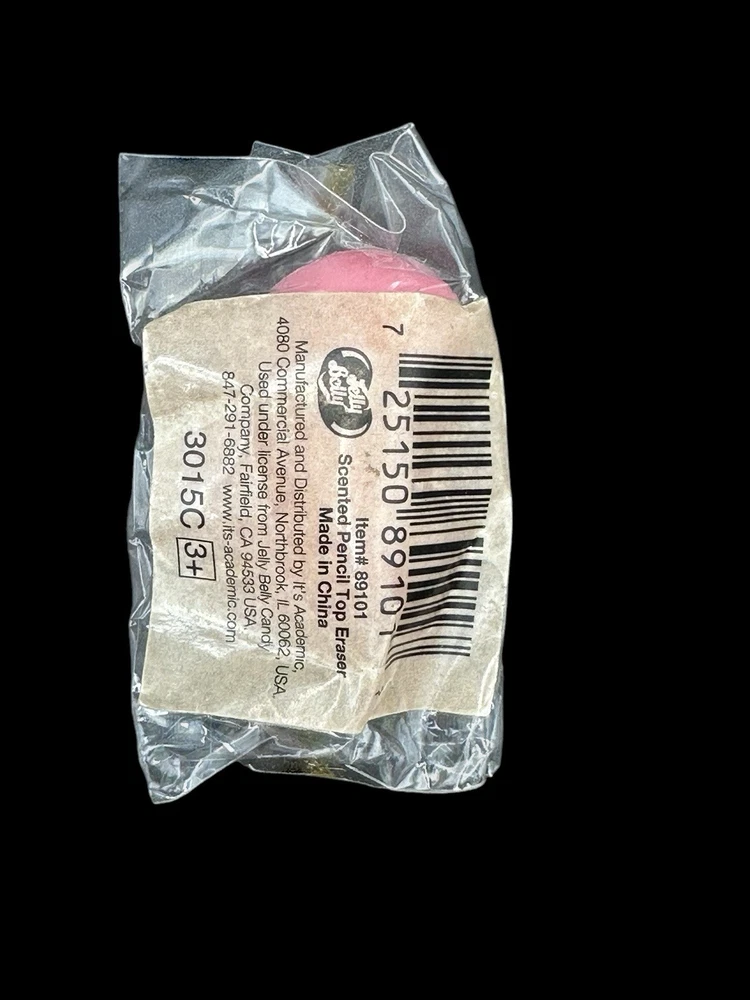 7 25150 89101
Jelly
Belly
Item# 89101
Scented Pencil Top Eraser
Made in China
Manufactured and Distributed by It's Academic,
4080 Commercial Avenue, Northbrook, IL 60062, USA.
Used under license from Jelly Belly Candy
Company, Fairfield, CA 94533 USA.
847-291-6882 www.its-academic.com
3015C 3+